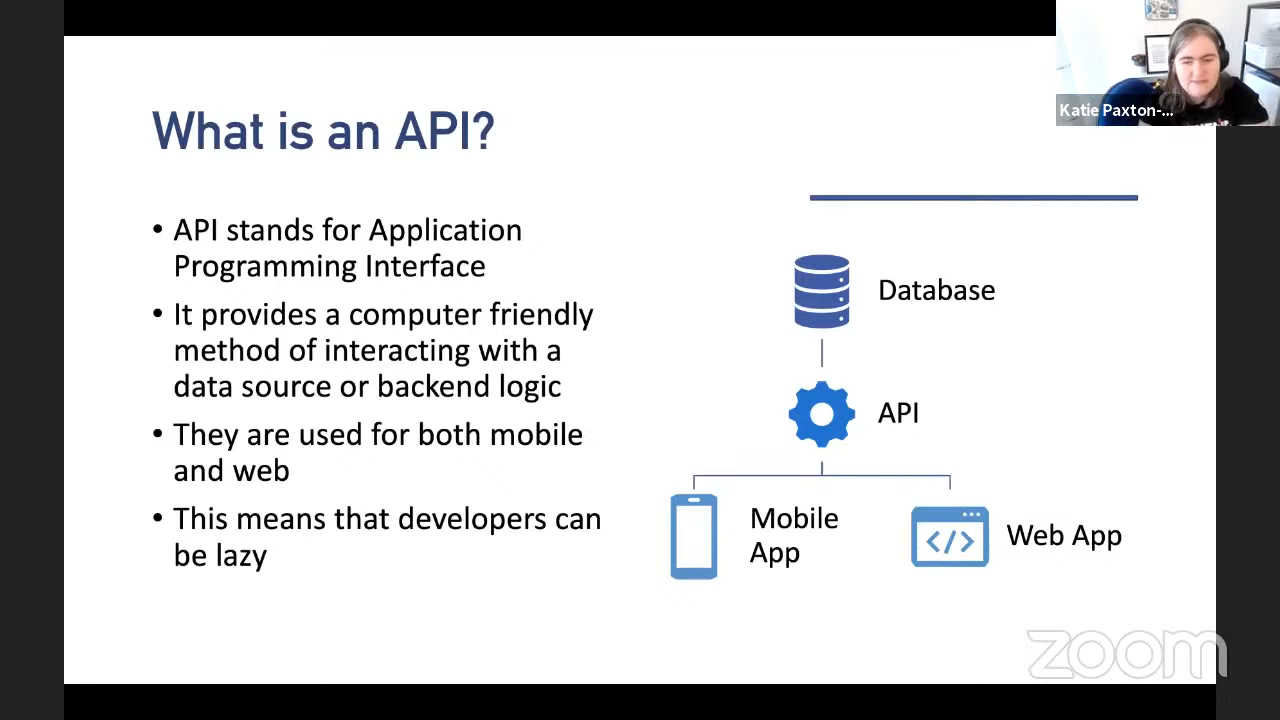 Katie Paxton-...
What is an API?
• API stands for Application
Programming Interface
• It provides a computer friendly
method of interacting with a
data source or backend logic
• They are used for both mobile
and web
• This means that developers can
be lazy
Database
API
Mobile
App
</>
Web App
zoom